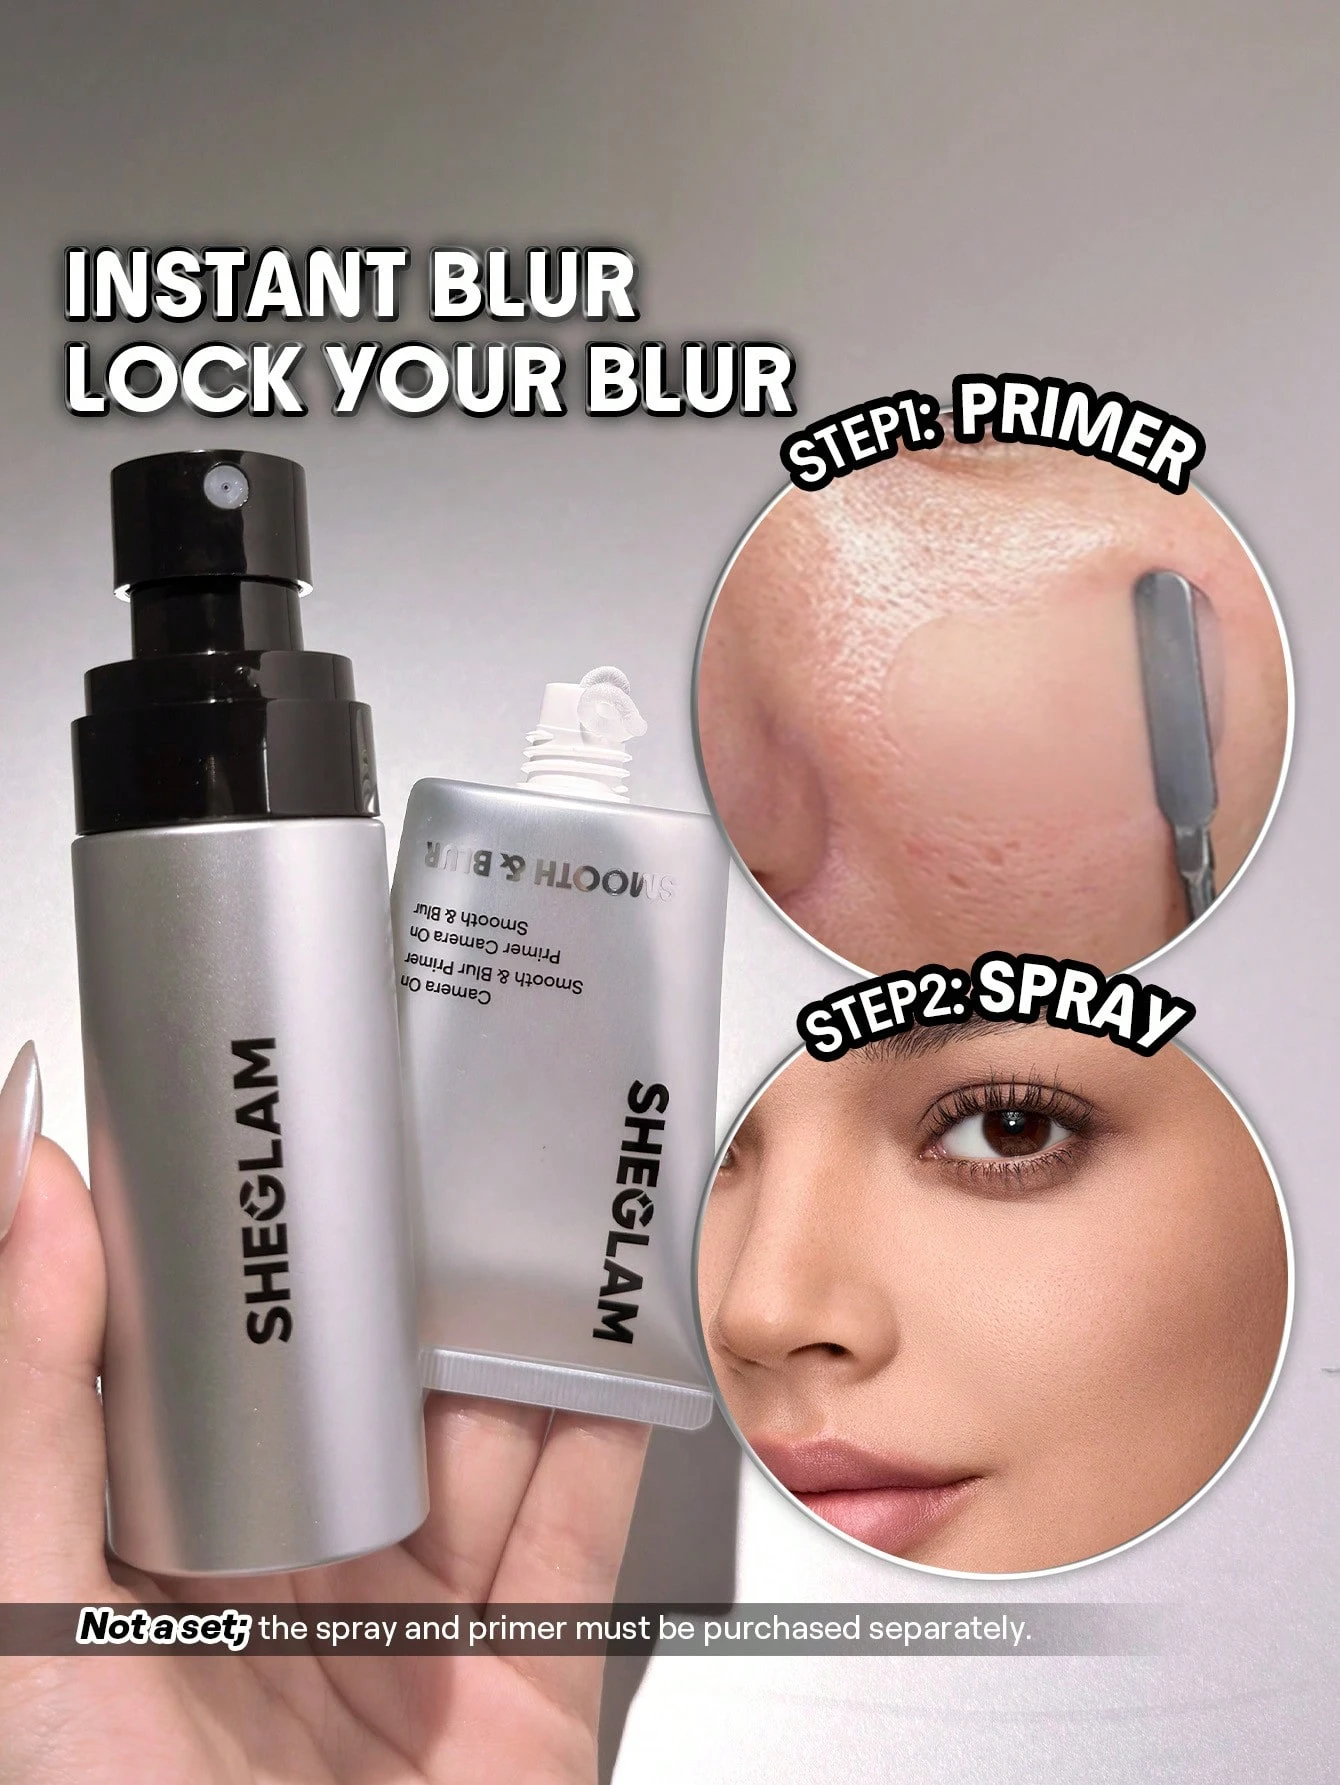 INSTANT BLUR
LOCK YOUR BLUR
STEP1: PRIMER
SMOOTH & BLUR
Smooth & Blur
Primer Camera On
Smooth & Blur Primer
Camera On
SHEGLAM
SHEGLAM
STEP2: SPRAY
Not a set; the spray and primer must be purchased separately.